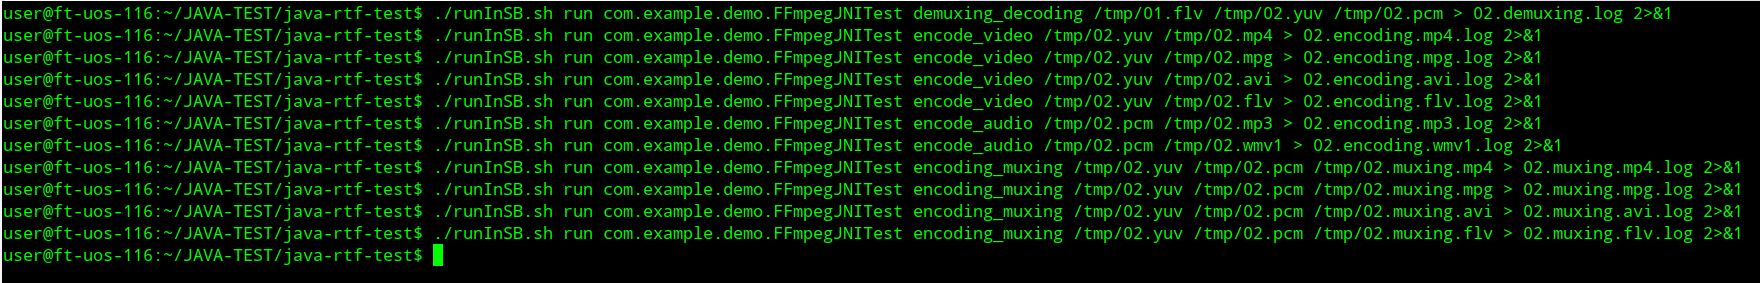 user@ft-uos-116:~/JAVA-TEST/java-rtf-test$ ./runInSB.sh run com.example.demo.FFmpegJNITest demuxing_decoding /tmp/01.flv /tmp/02.yuv /tmp/02.pcm > 02.demuxing.log 2>&1
user@ft-uos-116:~/JAVA-TEST/java-rtf-test$ ./runInSB.sh run com.example.demo.FFmpegJNITest encode_video /tmp/02.yuv /tmp/02.mp4 > 02.encoding.mp4.log 2>&1
user@ft-uos-116:~/JAVA-TEST/java-rtf-test$ ./runInSB.sh run com.example.demo.FFmpegJNITest encode_video /tmp/02.yuv /tmp/02.mpg > 02.encoding.mpg.log 2>&1
user@ft-uos-116:~/JAVA-TEST/java-rtf-test$ ./runInSB.sh run com.example.demo.FFmpegJNITest encode_video /tmp/02.yuv /tmp/02.avi > 02.encoding.avi.log 2>&1
user@ft-uos-116:~/JAVA-TEST/java-rtf-test$ ./runInSB.sh run com.example.demo.FFmpegJNITest encode_video /tmp/02.yuv /tmp/02.flv > 02.encoding.flv.log 2>&1
user@ft-uos-116:~/JAVA-TEST/java-rtf-test$ ./runInSB.sh run com.example.demo.FFmpegJNITest encode_audio /tmp/02.pcm /tmp/02.mp3 > 02.encoding.mp3.log 2>&1
user@ft-uos-116:~/JAVA-TEST/java-rtf-test$ ./runInSB.sh run com.example.demo.FFmpegJNITest encode_audio /tmp/02.pcm /tmp/02.wmv1 > 02.encoding.wmv1.log 2>&1
user@ft-uos-116:~/JAVA-TEST/java-rtf-test$ ./runInSB.sh run com.example.demo.FFmpegJNITest encoding_muxing /tmp/02.yuv /tmp/02.pcm /tmp/02.muxing.mp4 > 02.muxing.mp4.log 2>&1
user@ft-uos-116:~/JAVA-TEST/java-rtf-test$ ./runInSB.sh run com.example.demo.FFmpegJNITest encoding_muxing /tmp/02.yuv /tmp/02.pcm /tmp/02.muxing.mpg > 02.muxing.mpg.log 2>&1
user@ft-uos-116:~/JAVA-TEST/java-rtf-test$ ./runInSB.sh run com.example.demo.FFmpegJNITest encoding_muxing /tmp/02.yuv /tmp/02.pcm /tmp/02.muxing.avi > 02.muxing.avi.log 2>&1
user@ft-uos-116:~/JAVA-TEST/java-rtf-test$ ./runInSB.sh run com.example.demo.FFmpegJNITest encoding_muxing /tmp/02.yuv /tmp/02.pcm /tmp/02.muxing.flv > 02.muxing.flv.log 2>&1
user@ft-uos-116:~/JAVA-TEST/java-rtf-test$